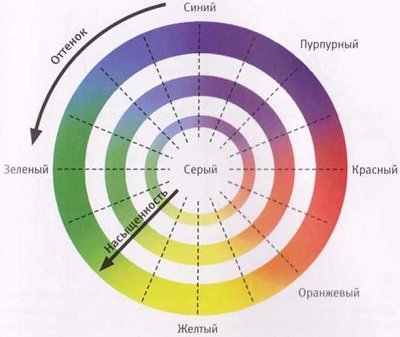 Синий
Оттенок
Пурпурный
Зеленый
Серый
Красный
Насыщенность
Оранжевый
Желтый